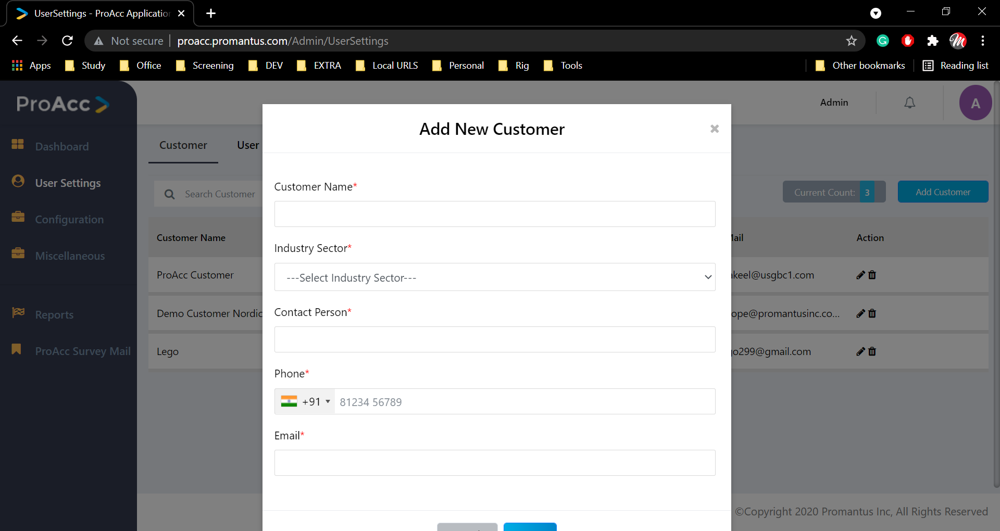 UserSettings - ProAcc Application
Not secure
proacc.promantus.com/Admin/UserSettings
Apps
Study
Office
Screening
DEV
EXTRA
Local URLS
Personal
Rig
Tools
Other bookmarks
Reading list
ProAcc
Admin
A
Dashboard
User Settings
Configuration
Miscellaneous
Reports
ProAcc Survey Mail
Customer
User
Search Customer
Current Count: 3
Add Customer
Customer Name
Action
ProAcc Customer
akeel@usgbc1.com
Demo Customer Nordic
ope@promantusinc.co...
Lego
go299@gmail.com
Add New Customer
Customer Name*
Industry Sector*
---Select Industry Sector---
Contact Person*
Phone*
+91
81234 56789
Email*
©Copyright 2020 Promantus Inc, All Rights Reserved